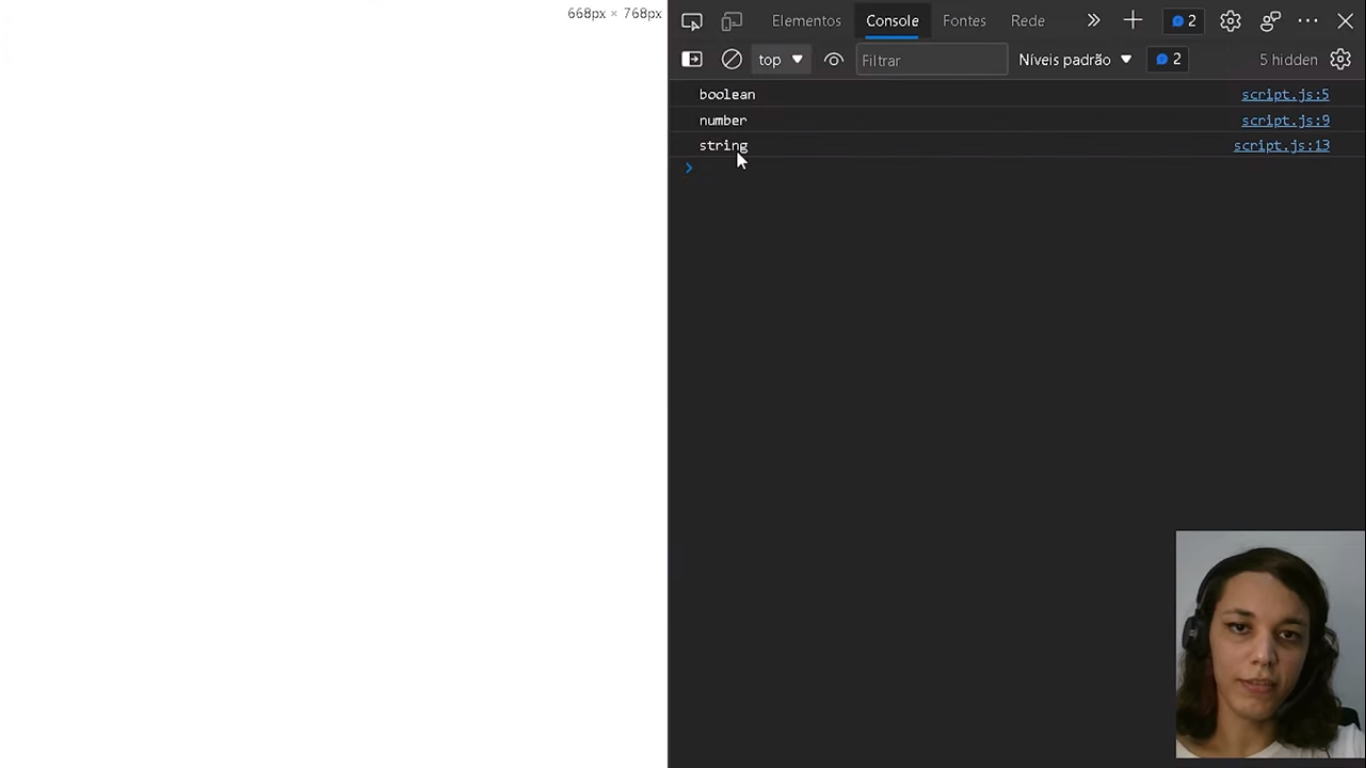 668px × 768px
Elementos Console Fontes Rede 2
top Filtrar Níveis padrão 2 5 hidden
boolean script.js:5
number script.js:9
string script.js:13